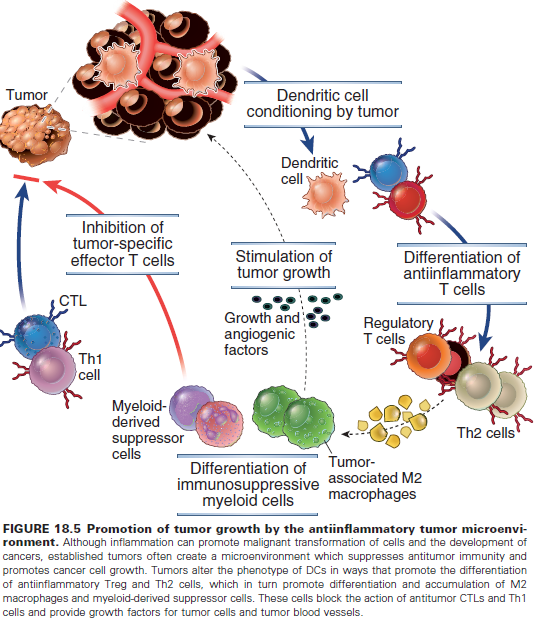 Tumor
Dendritic cell
conditioning by tumor
Dendritic
cell
Inhibition of
tumor-specific
effector T cells
Stimulation of
tumor growth
Differentiation of
antiinflammatory
T cells
CTL
Th1
cell
Growth and
angiogenic
factors
Regulatory
T cells
Th2 cells
Myeloid-
derived
suppressor
cells
Differentiation of
immunosuppressive
myeloid cells
Tumor-
associated M2
macrophages
FIGURE 18.5 Promotion of tumor growth by the antiinflammatory tumor microenvi-
ronment. Although inflammation can promote malignant transformation of cells and the development of
cancers, established tumors often create a microenvironment which suppresses antitumor immunity and
promotes cancer cell growth. Tumors alter the phenotype of DCs in ways that promote the differentiation
of antiinflammatory Treg and Th2 cells, which in turn promote differentiation and accumulation of M2
macrophages and myeloid-derived suppressor cells. These cells block the action of antitumor CTLs and Th1
cells and provide growth factors for tumor cells and tumor blood vessels.